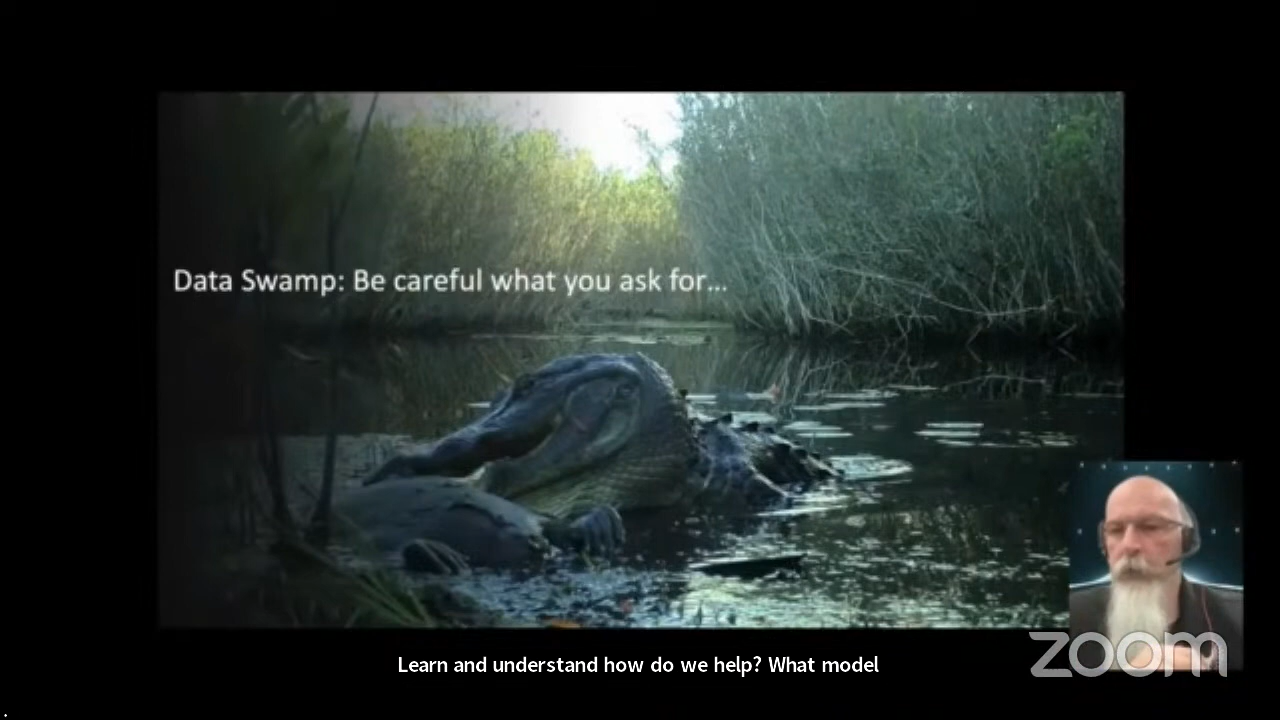 Data Swamp: Be careful what you ask for...
Learn and understand how do we help? What model
zoom